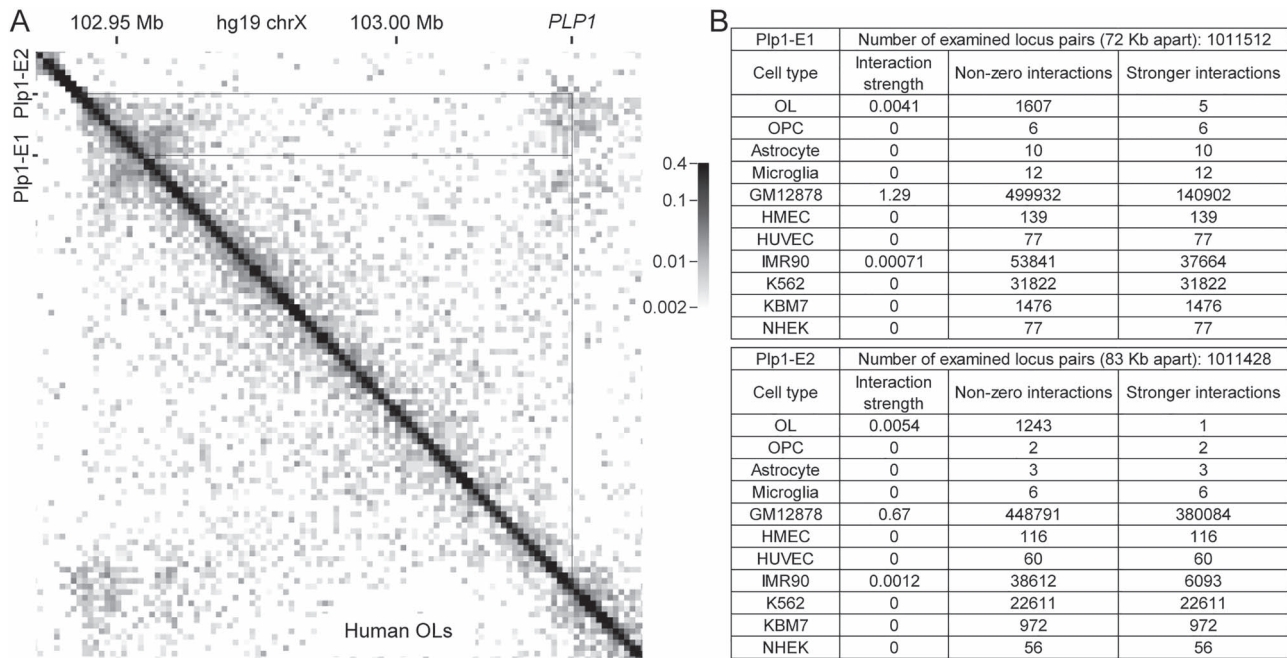 A
102.95 Mb hg19 chrX 103.00 Mb PLP1
Plp1-E2
Plp1-E1
0.4
0.1
0.01
0.002
Human OLs
B
Plp1-E1 Number of examined locus pairs (72 Kb apart): 1011512
Cell type Interaction strength Non-zero interactions Stronger interactions
OL 0.0041 1607 5
OPC 0 6 6
Astrocyte 0 10 10
Microglia 0 12 12
GM12878 1.29 499932 140902
HMEC 0 139 139
HUVEC 0 77 77
IMR90 0.00071 53841 37664
K562 0 31822 31822
KBM7 0 1476 1476
NHEK 0 77 77
Plp1-E2 Number of examined locus pairs (83 Kb apart): 1011428
Cell type Interaction strength Non-zero interactions Stronger interactions
OL 0.0054 1243 1
OPC 0 2 2
Astrocyte 0 3 3
Microglia 0 6 6
GM12878 0.67 448791 380084
HMEC 0 116 116
HUVEC 0 60 60
IMR90 0.0012 38612 6093
K562 0 22611 22611
KBM7 0 972 972
NHEK 0 56 56